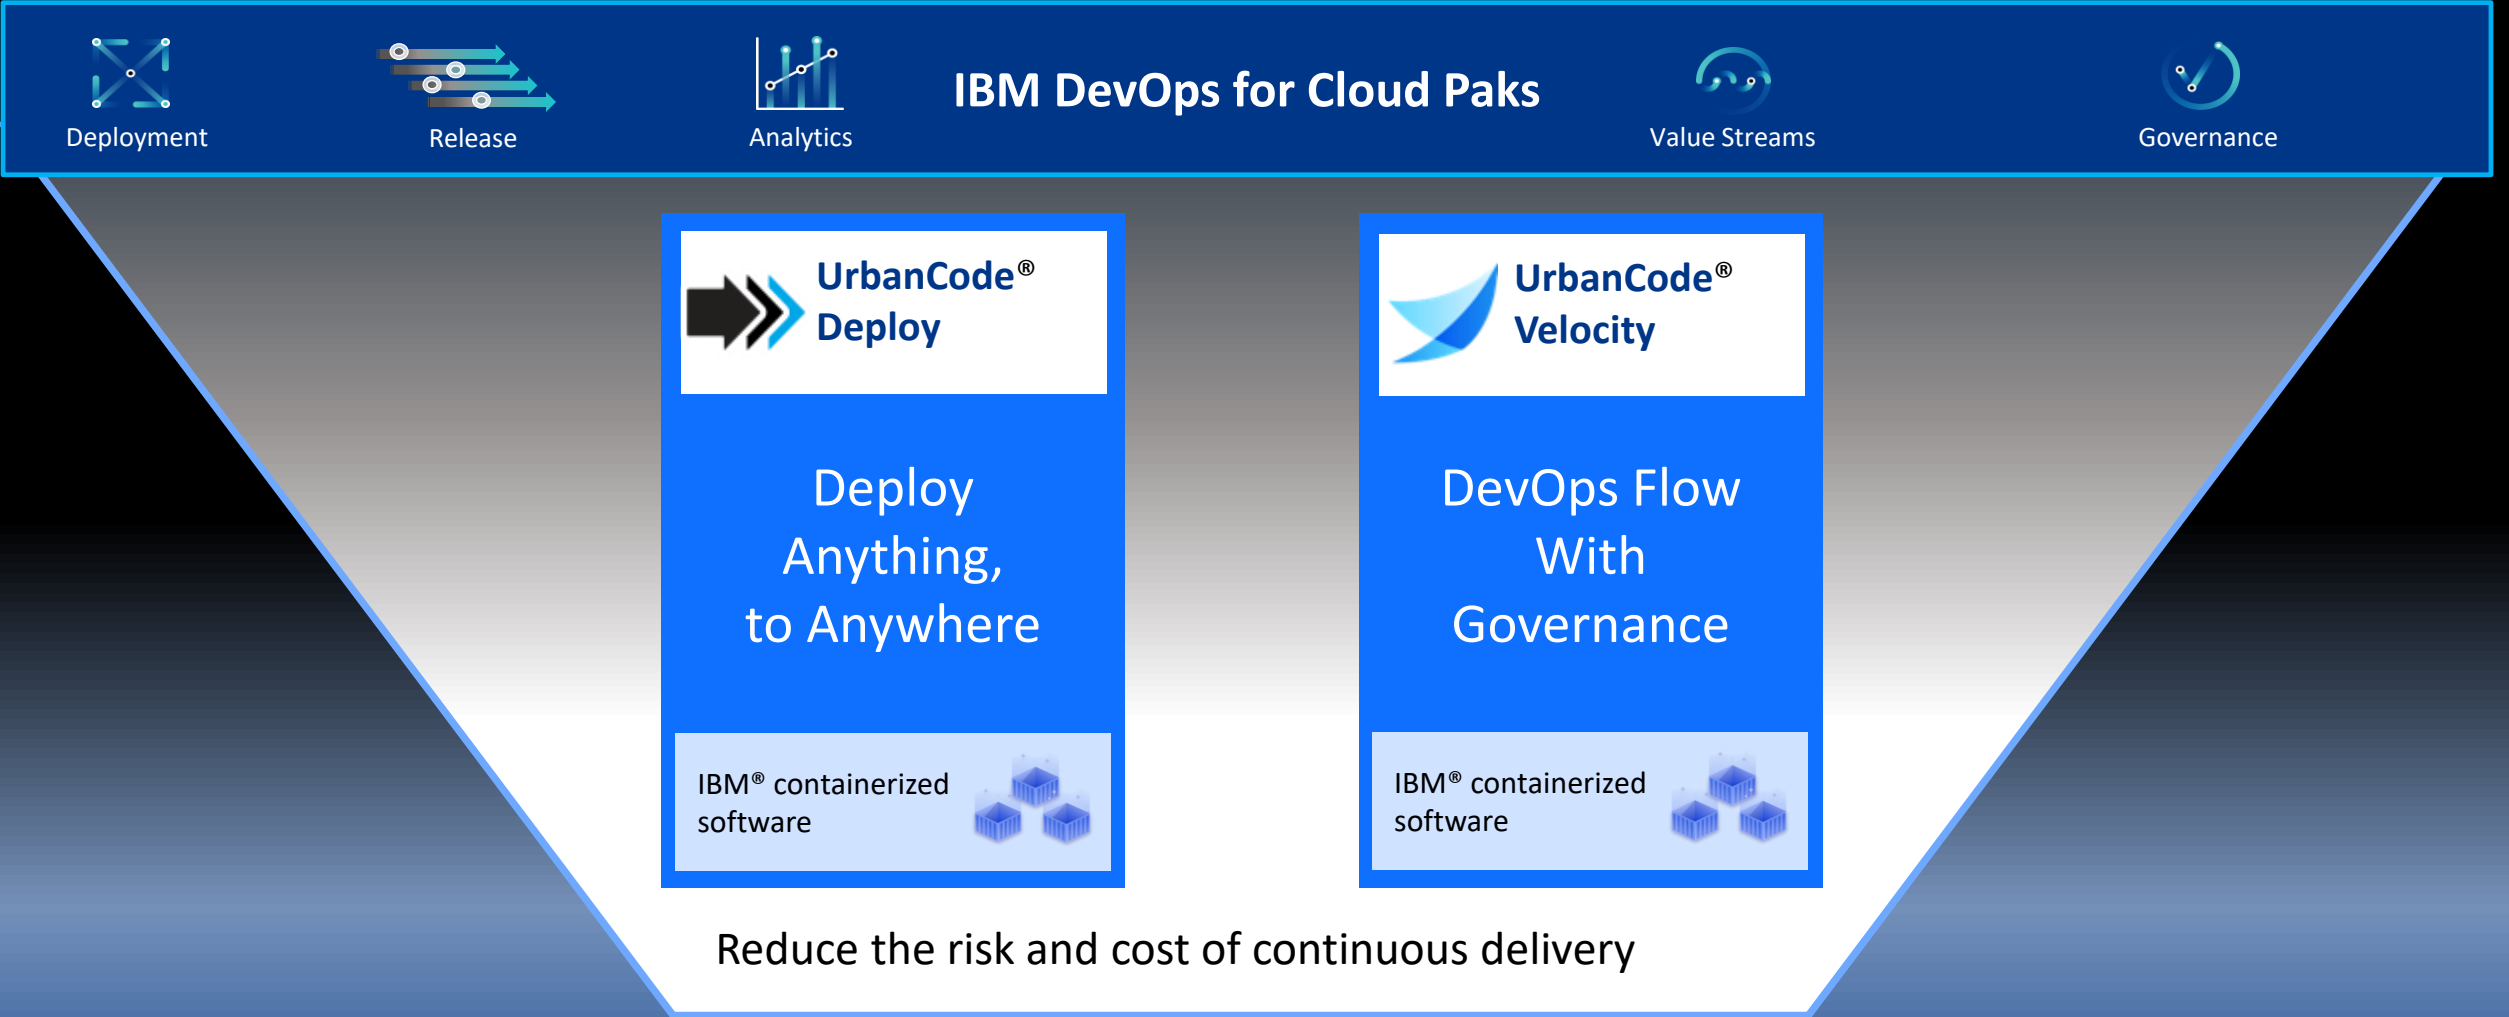 IBM DevOps for Cloud Paks
Deployment
Release
Analytics
Value Streams
Governance
UrbanCode®
Deploy
Deploy
Anything,
to Anywhere
IBM® containerized
software
UrbanCode®
Velocity
DevOps Flow
With
Governance
IBM® containerized
software
Reduce the risk and cost of continuous delivery